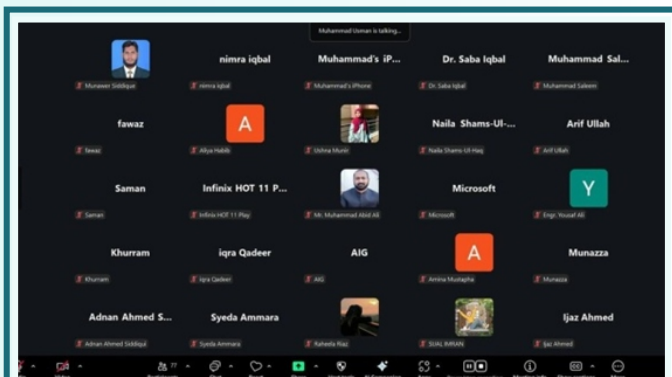 Muhammad Usman is talking...
nimra iqbal Muhammad's iP... Dr. Saba Iqbal Muhammad Sal...
Munawer Siddique nimra iqbal Muhammad's iPhone Dr. Saba Iqbal Muhammad Saleem
fawaz A Naila Shams-Ul-... Arif Ullah
fawaz Aliya Habib Ushna Munir Naila Shams-Ul-Haq Arif Ullah
Saman Infinix HOT 11 P... Microsoft Y
Saman Infinix HOT 11 Play Mr. Muhammad Abid Ali Microsoft Engr. Yousaf Ali
Khurram iqra Qadeer AIG A Munazza
Khurram iqra Qadeer AIG Amina Mustapha Munazza
Adnan Ahmed S... Syeda Ammara Ijaz Ahmed
Adnan Ahmed Siddiqui Syeda Ammara Raheela Riaz SIJAL IMRAN Ijaz Ahmed
77